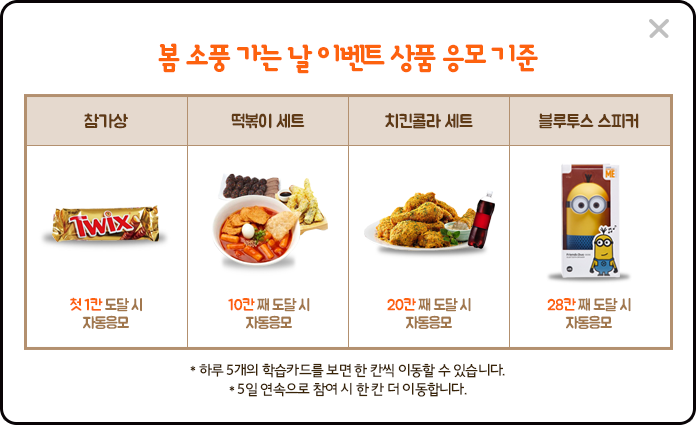 봄 소풍 가는 날 이벤트 상품 응모 기준
참가상
떡볶이 세트
치킨콜라 세트
블루투스 스피커
TWIX
ME
첫 1칸 도달 시
자동응모
10칸 째 도달 시
자동응모
20칸 째 도달 시
자동응모
28칸 째 도달 시
자동응모
* 하루 5개의 학습카드를 보면 한 칸씩 이동할 수 있습니다.
* 5일 연속으로 참여 시 한 칸 더 이동합니다.